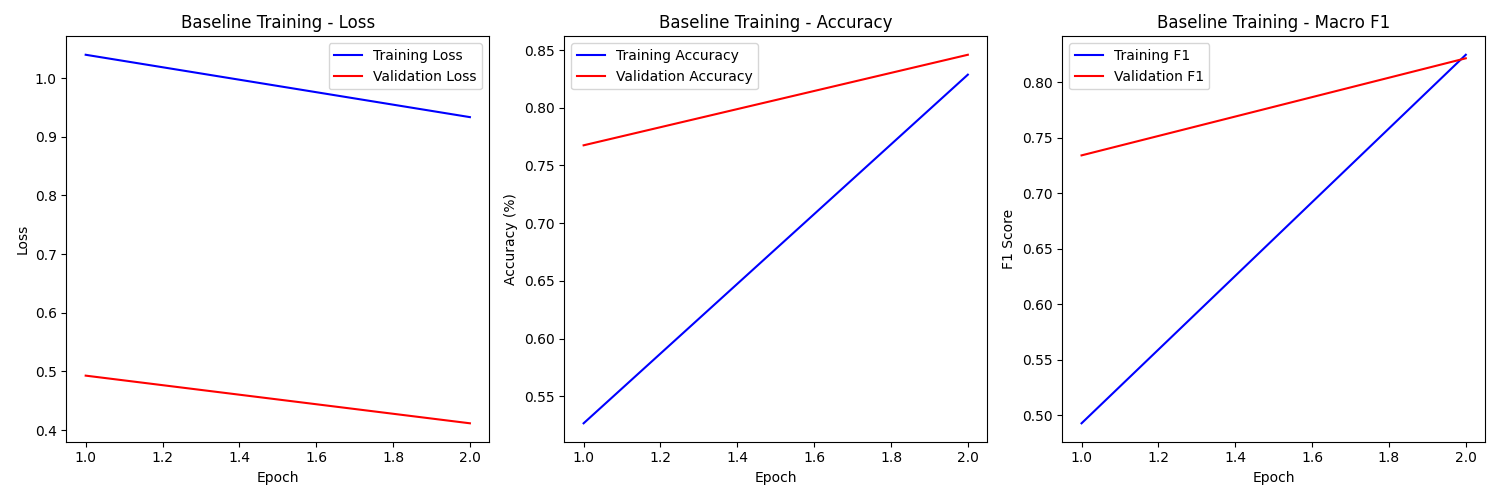 Baseline Training - Loss
Training Loss
Validation Loss
1.0
0.9
0.8
0.7
0.6
0.5
0.4
Loss
1.0 1.2 1.4 1.6 1.8 2.0
Epoch
Baseline Training - Accuracy
Training Accuracy
Validation Accuracy
0.85
0.80
0.75
0.70
0.65
0.60
0.55
Accuracy (%)
1.0 1.2 1.4 1.6 1.8 2.0
Epoch
Baseline Training - Macro F1
Training F1
Validation F1
0.80
0.75
0.70
0.65
0.60
0.55
0.50
F1 Score
1.0 1.2 1.4 1.6 1.8 2.0
Epoch